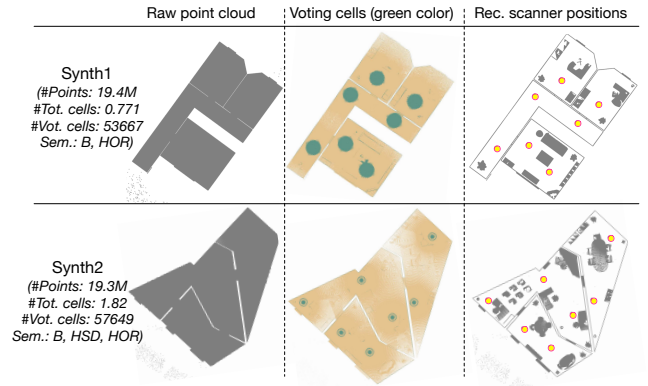 Raw point cloud
Voting cells (green color)
Rec. scanner positions
Synth1
(#Points: 19.4M
#Tot. cells: 0.771
#Vot. cells: 53667
Sem.: B, HOR)
Synth2
(#Points: 19.3M
#Tot. cells: 1.82
#Vot. cells: 57649
Sem.: B, HSD, HOR)